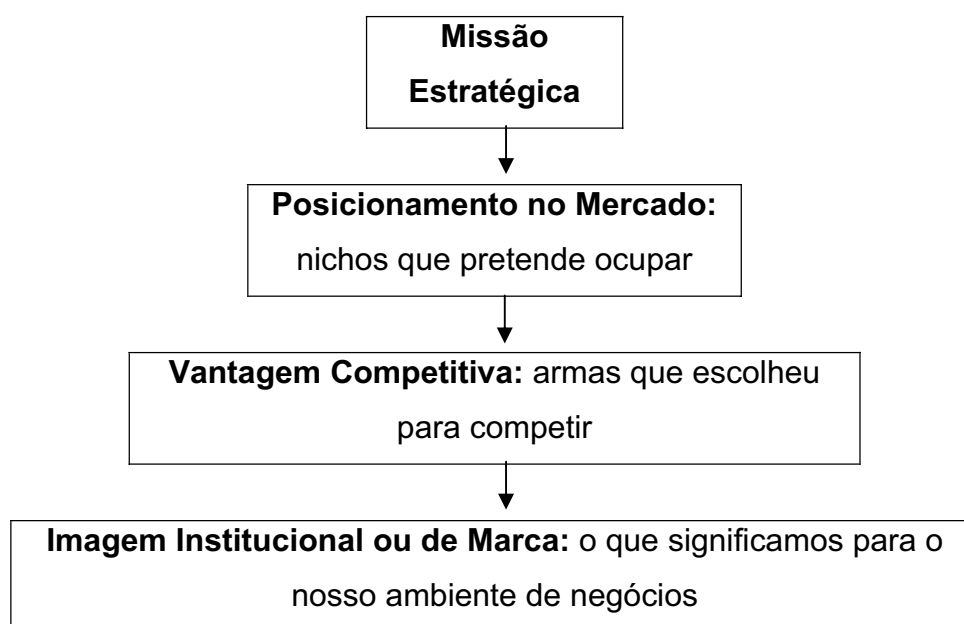 Missão
Estratégica
Posicionamento no Mercado:
nichos que pretende ocupar
Vantagem Competitiva: armas que escolheu
para competir
Imagem Institucional ou de Marca: o que significamos para o
nosso ambiente de negócios